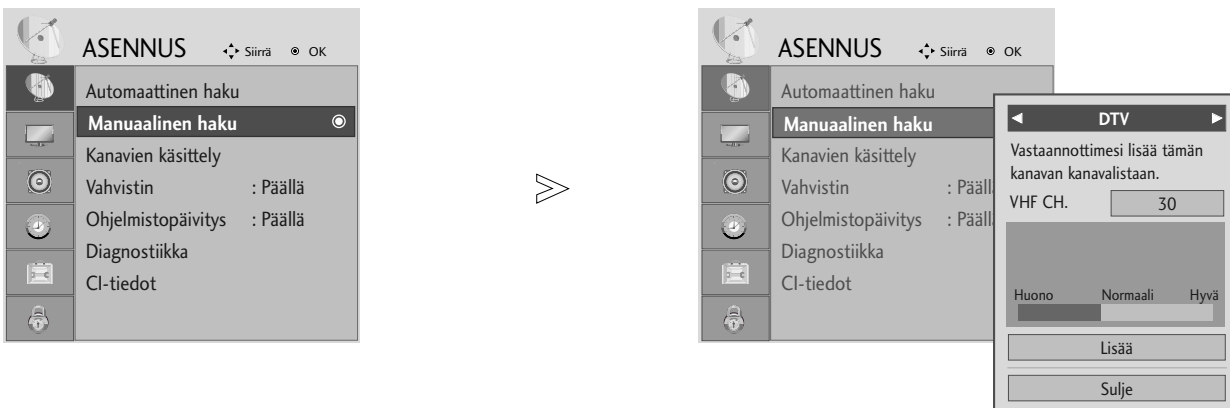 ASENNUS Siirrä OK
Automaattinen haku
Manuaalinen haku
Kanavien käsittely
Vahvistin : Päällä
Ohjelmistopäivitys : Päällä
Diagnostiikka
CI-tiedot
ASENNUS Siirrä OK
Automaattinen haku
Manuaalinen haku
Kanavien käsittely
Vahvistin : Pääll
Ohjelmistopäivitys : Pääll
Diagnostiikka
CI-tiedot
DTV
Vastaannottimesi lisää tämän
kanavan kanavalistaan.
VHF CH. 30
Huono Normaali Hyvä
Lisää
Sulje